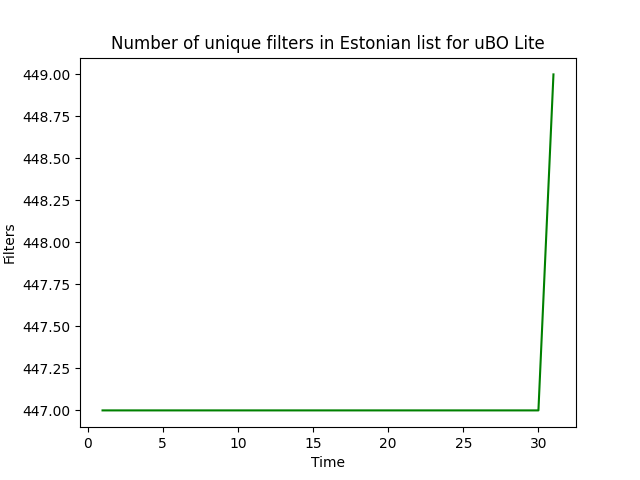 Number of unique filters in Estonian list for uBO Lite
449.00
448.75
448.50
448.25
448.00
447.75
447.50
447.25
447.00
Filters
0 5 10 15 20 25 30
Time